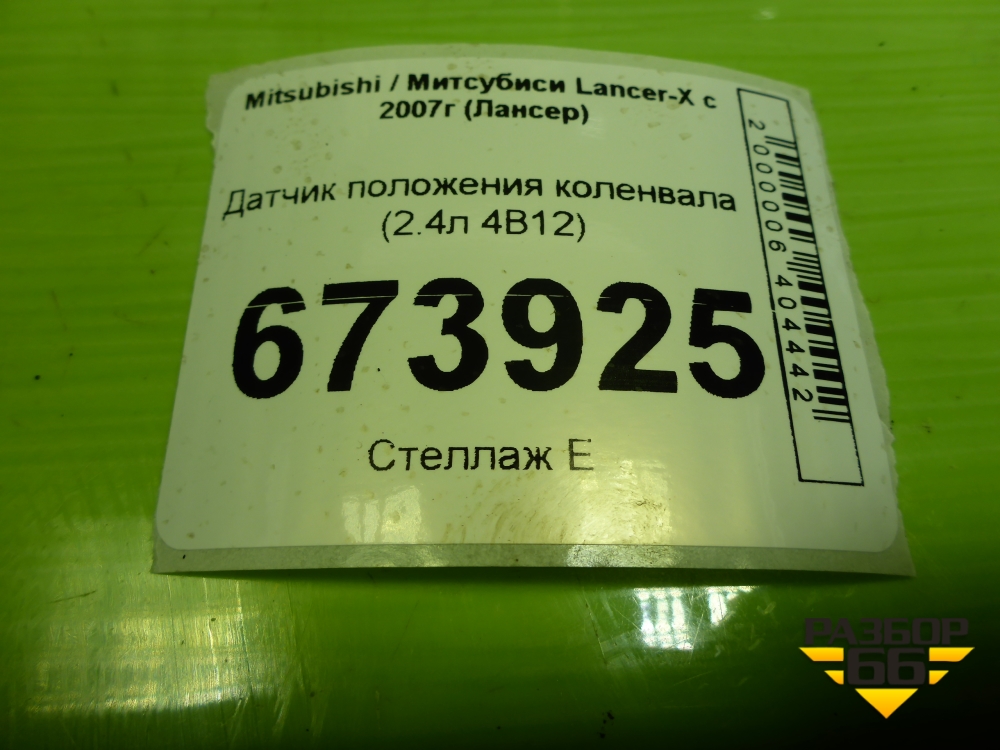 Mitsubishi / Митсубиси Lancer-X с
2007г (Лансер)
Датчик положения коленвала
(2.4л 4B12)
673925
Стеллаж Е
2000006404442
РАЗБОР
66